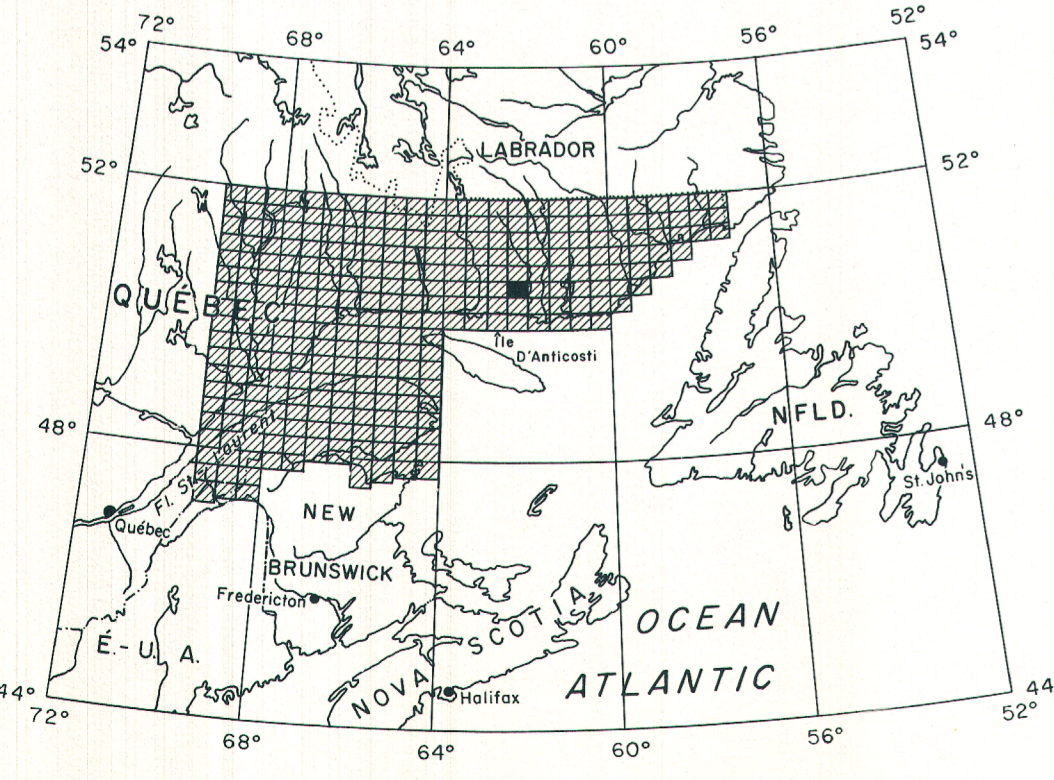 72°
68°
64°
60°
56°
52°
54°
54°
LABRADOR
52°
52°
QUÉBEC
Île
D'Anticosti
NFLD.
48°
48°
St. John's
Fl. St. Laurent
Québec
NEW
BRUNSWICK
Fredericton
É.-U. A.
NOVA SCOTIA
Halifax
OCEAN
ATLANTIC
44°
44
72°
68°
64°
60°
56°
52°